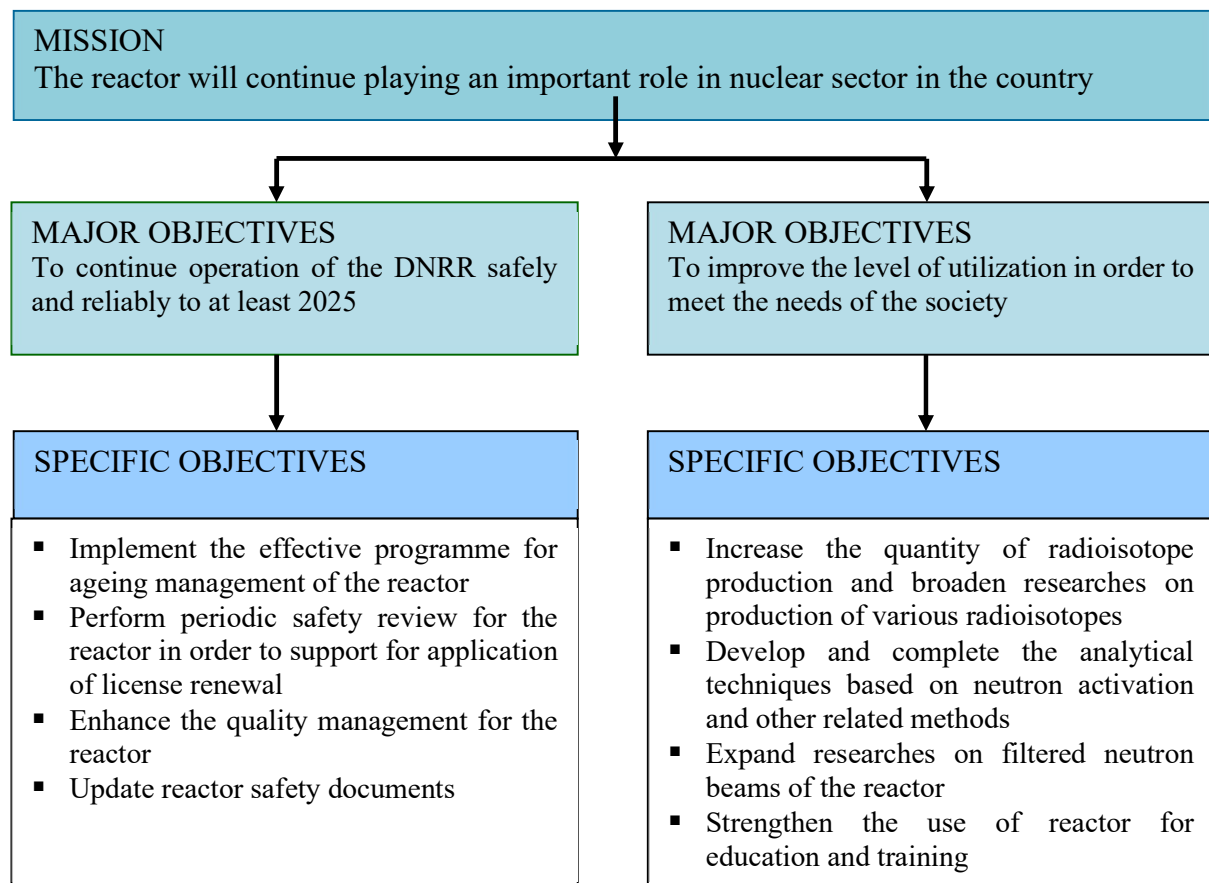 MISSION
The reactor will continue playing an important role in nuclear sector in the country
MAJOR OBJECTIVES
To continue operation of the DNRR safely
and reliably to at least 2025
MAJOR OBJECTIVES
To improve the level of utilization in order to
meet the needs of the society
SPECIFIC OBJECTIVES
▪ Implement the effective programme for
ageing management of the reactor
▪ Perform periodic safety review for the
reactor in order to support for application
of license renewal
▪ Enhance the quality management for the
reactor
▪ Update reactor safety documents
SPECIFIC OBJECTIVES
▪ Increase the quantity of radioisotope
production and broaden researches on
production of various radioisotopes
▪ Develop and complete the analytical
techniques based on neutron activation
and other related methods
▪ Expand researches on filtered neutron
beams of the reactor
▪ Strengthen the use of reactor for
education and training